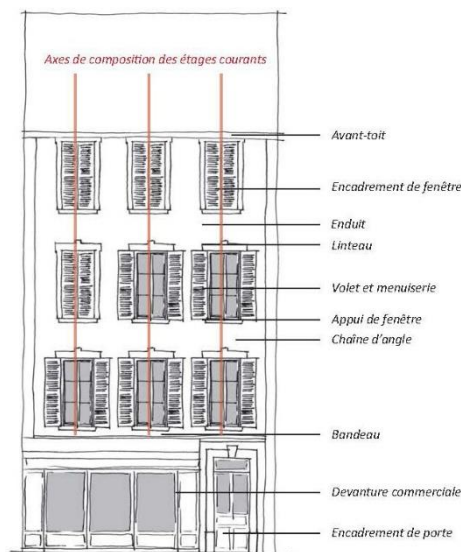 Axes de composition des étages courants
Avant-toit
Encadrement de fenêtre
Enduit
Linteau
Volet et menuiserie
Appui de fenêtre
Chaîne d'angle
Bandeau
Devanture commerciale
Encadrement de porte